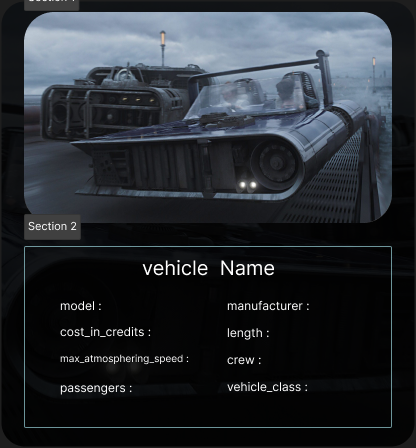 Section 2
vehicle Name
model :
manufacturer :
cost_in_credits :
length :
max_atmosphering_speed :
crew :
passengers :
vehicle_class :